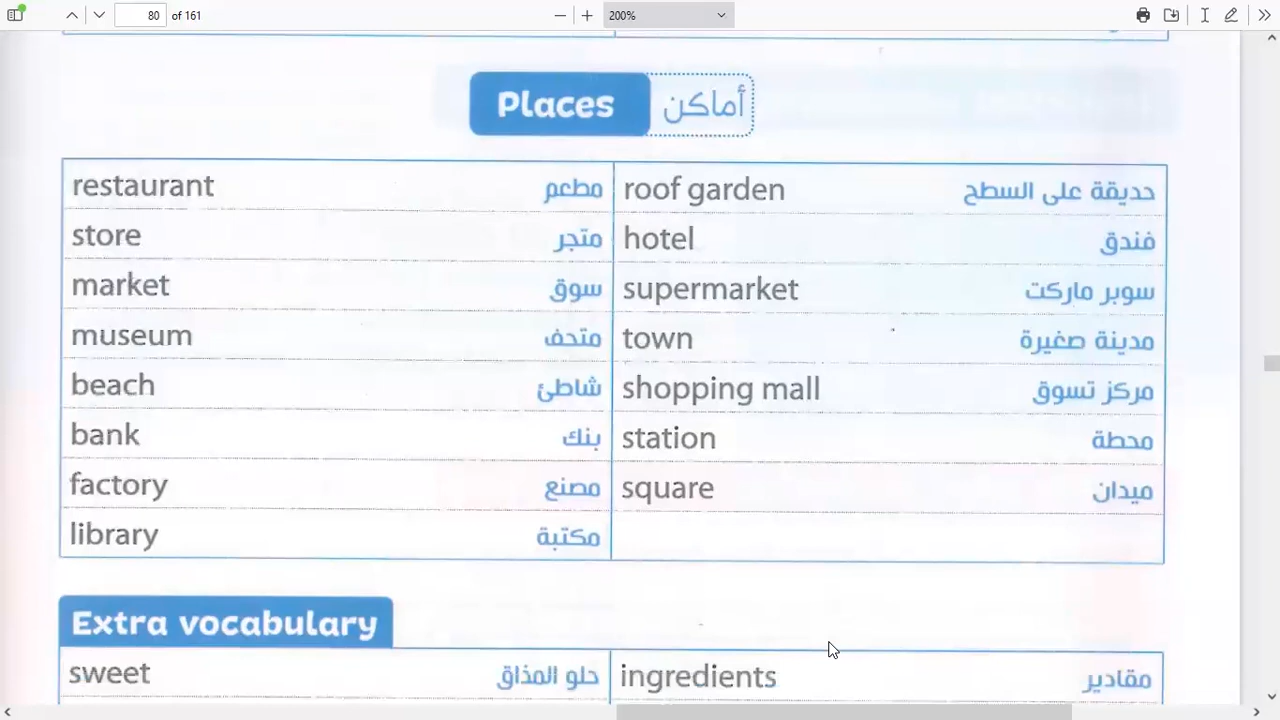 80 of 161
200%
Places أماكن
restaurant مطعم roof garden حديقة على السطح
store متجر hotel فندق
market سوق supermarket سوبر ماركت
museum متحف town مدينة صغيرة
beach شاطئ shopping mall مركز تسوق
bank بنك station محطة
factory مصنع square ميدان
library مكتبة
Extra vocabulary
sweet حلو المذاق ingredients مقادير